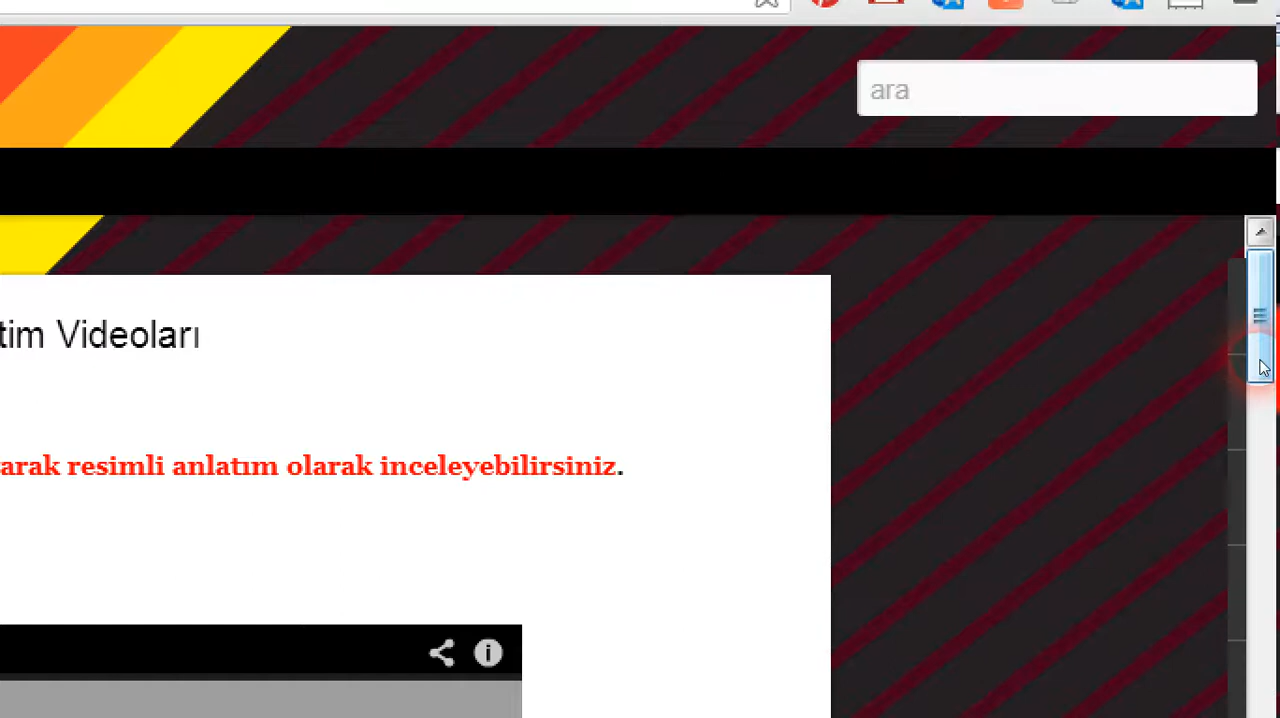 ara
tim Videoları
arak resimli anlatım olarak inceleyebilirsiniz.